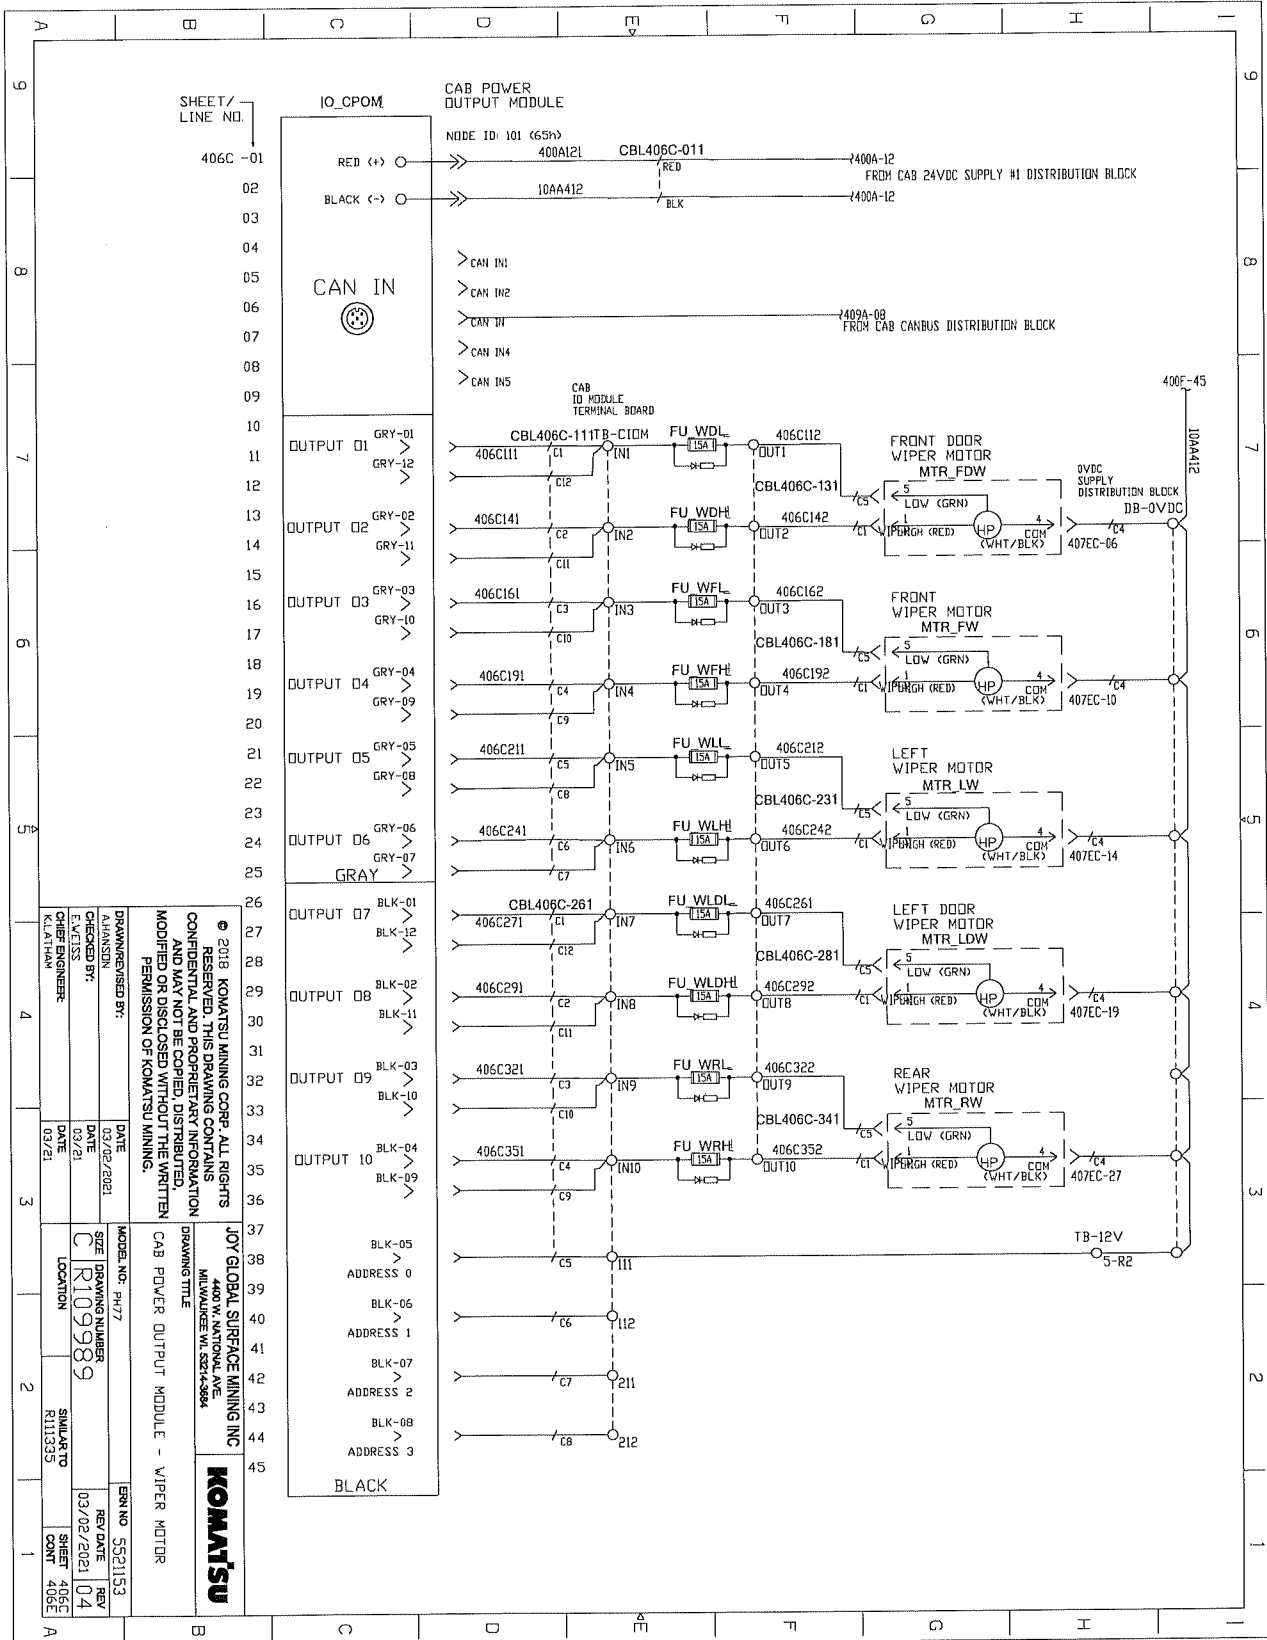 A B C D E F G H I
SHEET/
LINE NO.
IO_CPOM
CAB POWER
OUTPUT MODULE
NODE ID: 101 (65h)
406C -01
RED (+)
400A121
CBL406C-011
RED
400A-12
FROM CAB 24VDC SUPPLY #1 DISTRIBUTION BLOCK
02
BLACK (-)
10AA412
BLK
400A-12
03
04
CAN IN1
05
CAN IN
CAN IN2
06
CAN IN
409A-08
FROM CAB CANBUS DISTRIBUTION BLOCK
07
CAN IN4
08
CAN IN5
09
CAB
IO MODULE
TERMINAL BOARD
400F-45
10AA412
10
11
OUTPUT 01
GRY-01
GRY-12
406C111
CBL406C-111
TB-CIOM
C1
C12
IN1
FU_WDL
15A
OUT1
406C112
CBL406C-131
C5
FRONT DOOR
WIPER MOTOR
MTR_FDW
5
LOW (GRN)
0VDC
SUPPLY
DISTRIBUTION BLOCK
DB-0VDC
12
13
OUTPUT 02
GRY-02
GRY-11
406C141
C2
C11
IN2
FU_WDH
15A
OUT2
406C142
C1
1
HIGH (RED)
HP
4
COM
(WHT/BLK)
C4
407EC-06
14
15
16
OUTPUT 03
GRY-03
GRY-10
406C161
C3
C10
IN3
FU_WFL
15A
OUT3
406C162
CBL406C-181
C5
FRONT
WIPER MOTOR
MTR_FW
5
LOW (GRN)
17
18
19
OUTPUT 04
GRY-04
GRY-09
406C191
C4
C9
IN4
FU_WFH
15A
OUT4
406C192
C1
1
HIGH (RED)
HP
4
COM
(WHT/BLK)
C4
407EC-10
20
21
OUTPUT 05
GRY-05
GRY-08
406C211
C5
C8
IN5
FU_WLL
15A
OUT5
406C212
CBL406C-231
C5
LEFT
WIPER MOTOR
MTR_LW
5
LOW (GRN)
22
23
24
OUTPUT 06
GRY-06
GRY-07
406C241
C6
C7
IN6
FU_WLH
15A
OUT6
406C242
C1
1
HIGH (RED)
HP
4
COM
(WHT/BLK)
C4
407EC-14
25
GRAY
26
27
OUTPUT 07
BLK-01
BLK-12
CBL406C-261
406C271
C1
C12
IN7
FU_WLDL
15A
OUT7
406C261
CBL406C-281
C5
LEFT DOOR
WIPER MOTOR
MTR_LDW
5
LOW (GRN)
28
29
OUTPUT 08
BLK-02
BLK-11
406C291
C2
C11
IN8
FU_WLDH
15A
OUT8
406C292
C1
1
HIGH (RED)
HP
4
COM
(WHT/BLK)
C4
407EC-19
30
31
32
OUTPUT 09
BLK-03
BLK-10
406C321
C3
C10
IN9
FU_WRL
15A
OUT9
406C322
CBL406C-341
C5
REAR
WIPER MOTOR
MTR_RW
5
LOW (GRN)
33
34
35
OUTPUT 10
BLK-04
BLK-09
406C351
C4
C9
IN10
FU_WRH
15A
OUT10
406C352
C1
1
HIGH (RED)
HP
4
COM
(WHT/BLK)
C4
407EC-27
36
37
38
BLK-05
ADDRESS 0
C5
111
TB-12V
5-R2
39
40
BLK-06
ADDRESS 1
C6
112
41
42
BLK-07
ADDRESS 2
C7
211
43
44
BLK-08
ADDRESS 3
C8
212
45
BLACK
© 2018 KOMATSU MINING CORP. ALL RIGHTS
RESERVED. THIS DRAWING CONTAINS
CONFIDENTIAL AND PROPRIETARY INFORMATION
AND MAY NOT BE COPIED, DISTRIBUTED,
MODIFIED OR DISCLOSED WITHOUT THE WRITTEN
PERMISSION OF KOMATSU MINING.
DRAWN/REVISED BY:
A.HANSON
DATE
03/02/2021
CHECKED BY:
E.WEISS
DATE
03/21
CHIEF ENGINEER:
K.LATHAM
DATE
03/21
JOY GLOBAL SURFACE MINING INC
4400 W. NATIONAL AVE.
MILWAUKEE WI. 53214-3684
KOMATSU
DRAWING TITLE
CAB POWER OUTPUT MODULE - WIPER MOTOR
MODEL NO: PH77
ERN NO 5521153
SIZE
C
DRAWING NUMBER
R109989
REV DATE
03/02/2021
REV
04
LOCATION
SIMILAR TO
R111335
SHEET 406C
CONT 406E
9 8 7 6 5 4 3 2 1
9 8 7 6 5 4 3 2 1
A B C D E F G H I